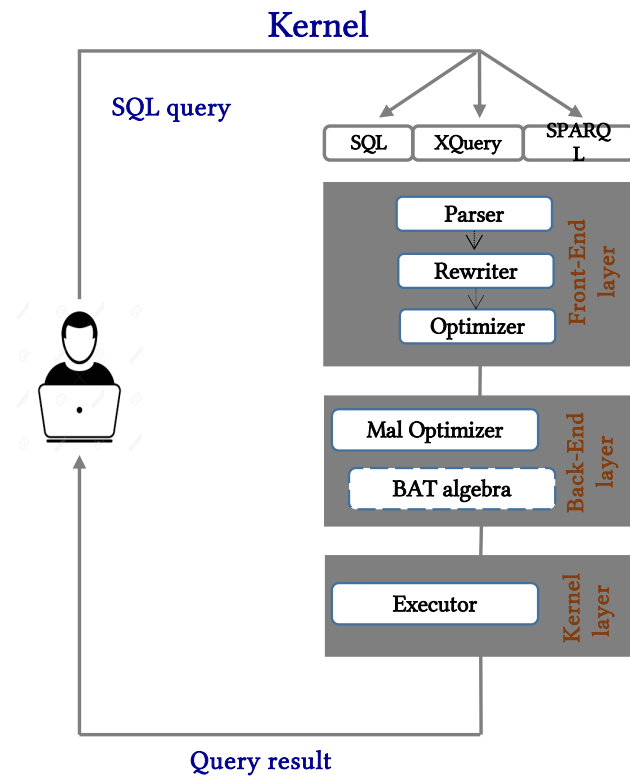 Kernel
SQL query
SQL
XQuery
SPARQ
L
Parser
Rewriter
Optimizer
Front-End
layer
Mal Optimizer
BAT algebra
Back-End
layer
Executor
Kernel
layer
Query result